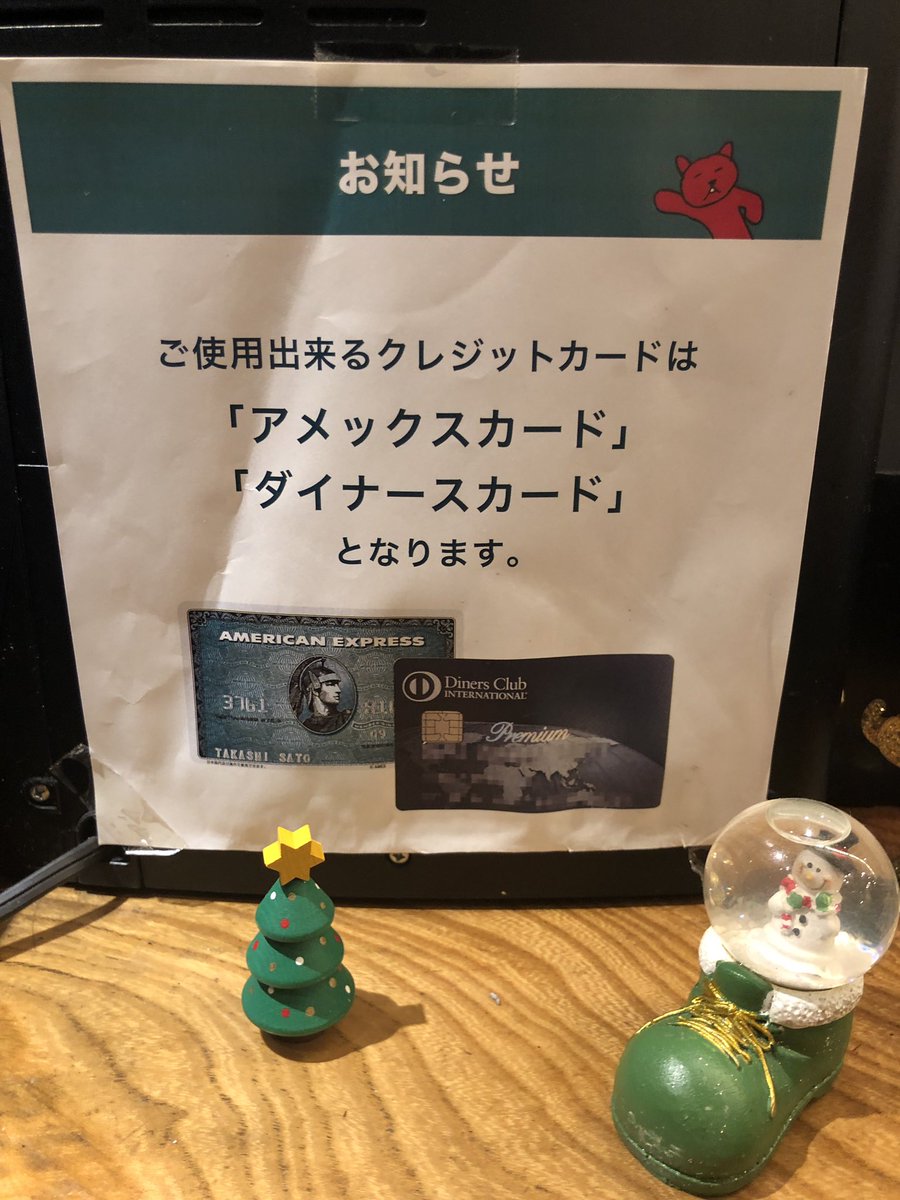 お知らせ
ご使用出来るクレジットカードは
「アメックスカード」
「ダイナースカード」
となります。
AMERICAN EXPRESS
3761
TAKASHI SATO
Diners Club
INTERNATIONAL
Premium